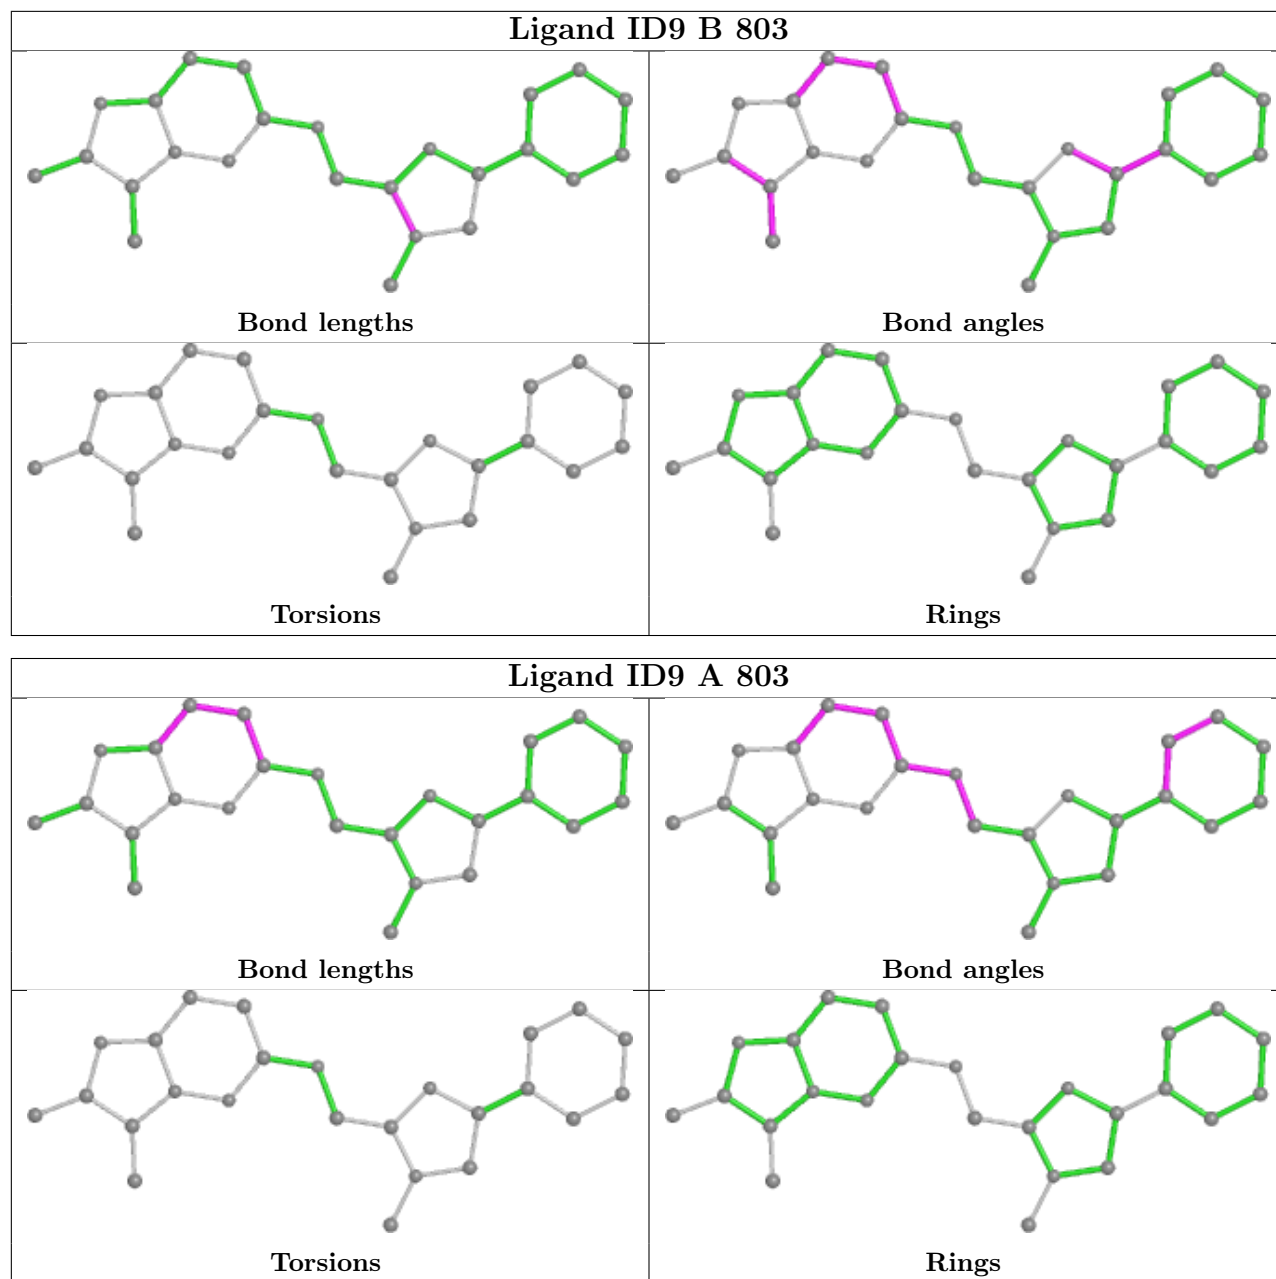 Ligand ID9 B 803
Bond lengths
Bond angles
Torsions
Rings
Ligand ID9 A 803
Bond lengths
Bond angles
Torsions
Rings